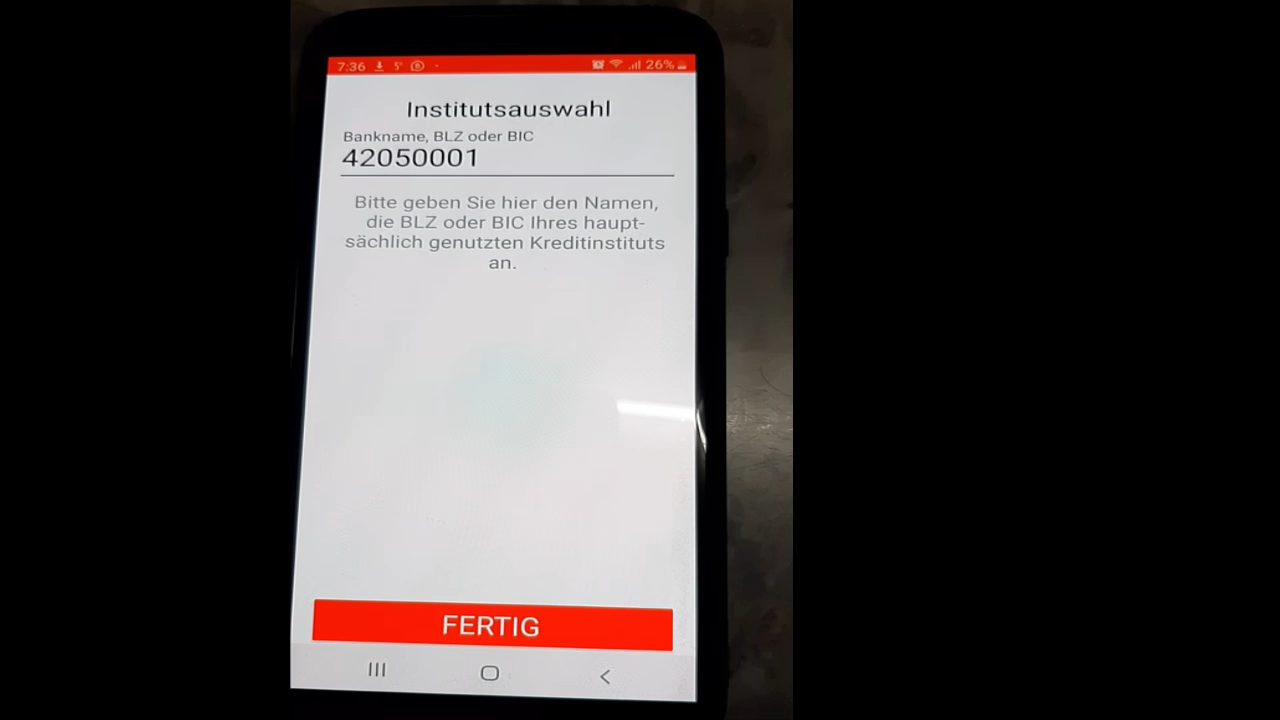 7:36 5° 26%
Institutsauswahl
Bankname, BLZ oder BIC
42050001
Bitte geben Sie hier den Namen,
die BLZ oder BIC Ihres haupt-
sächlich genutzten Kreditinstituts
an.
FERTIG